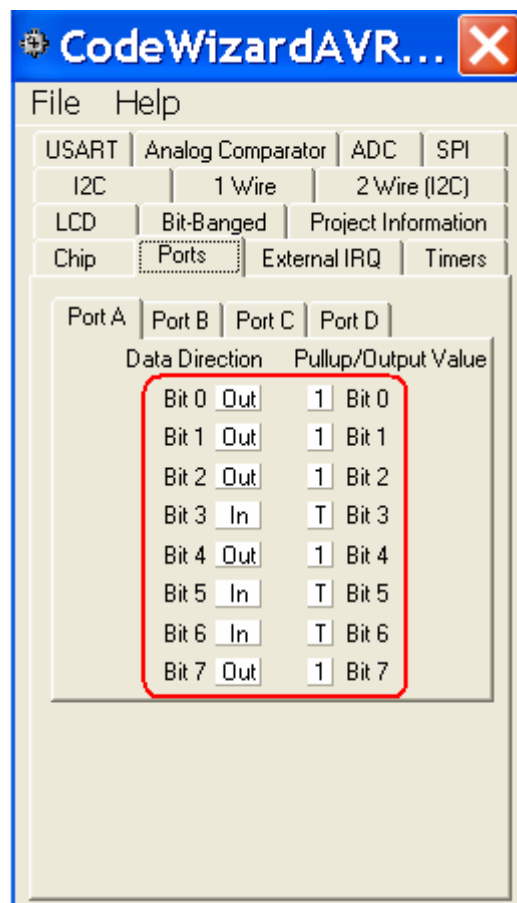 CodeWizardAVR...
File Help
USART Analog Comparator ADC SPI
I2C 1 Wire 2 Wire (I2C)
LCD Bit-Banged Project Information
Chip Ports External IRQ Timers
Port A Port B Port C Port D
Data Direction Pullup/Output Value
Bit 0 Out 1 Bit 0
Bit 1 Out 1 Bit 1
Bit 2 Out 1 Bit 2
Bit 3 In T Bit 3
Bit 4 Out 1 Bit 4
Bit 5 In T Bit 5
Bit 6 In T Bit 6
Bit 7 Out 1 Bit 7